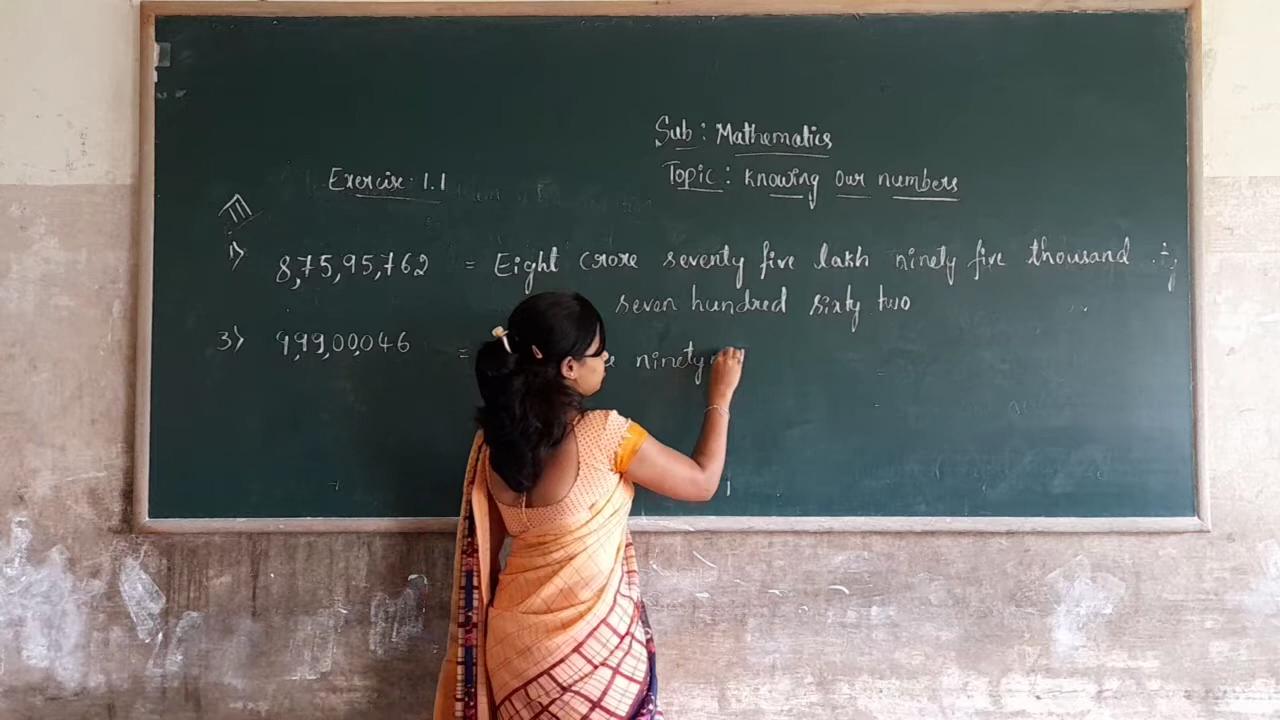 Sub : Mathematics
Topic : Knowing our numbers
Exercise: 1.1
III
1) 8,75,95,762 = Eight crore seventy five lakh ninety five thousand
seven hundred sixty two
3) 9,99,00,046 = ninety